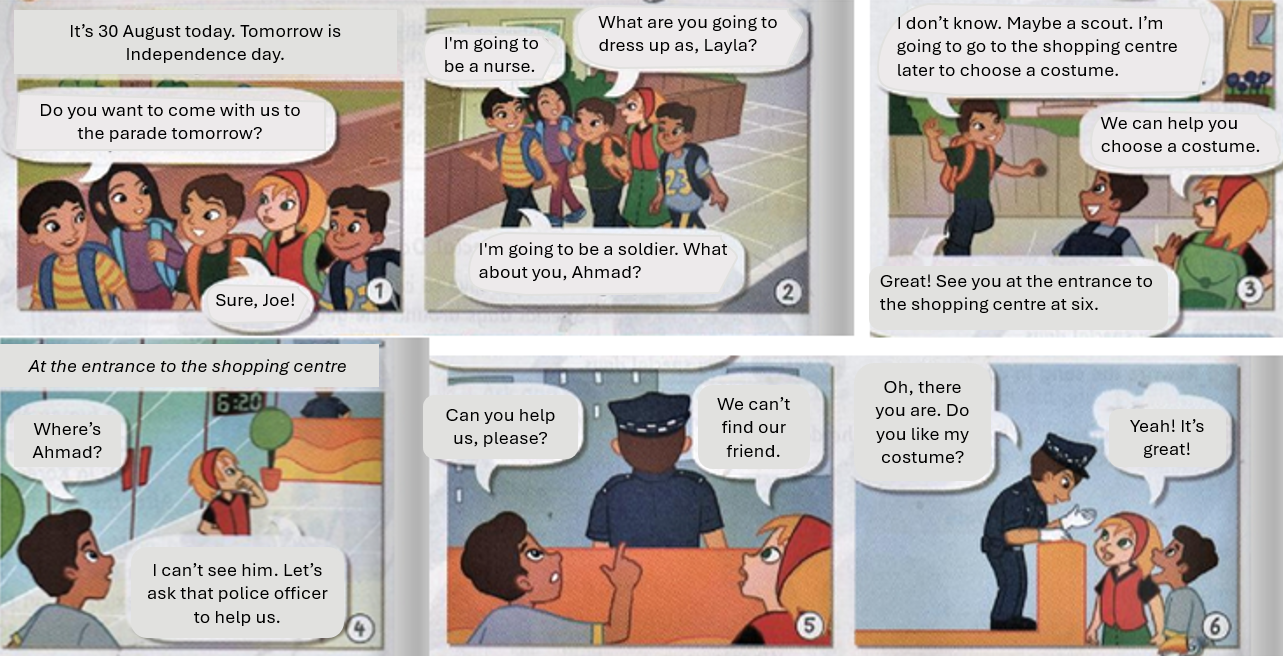 It's 30 August today. Tomorrow is
Independence day.
Do you want to come with us to
the parade tomorrow?
Sure, Joe!
1
What are you going to
dress up as, Layla?
I'm going to
be a nurse.
I'm going to be a soldier. What
about you, Ahmad?
23
2
I don't know. Maybe a scout. I'm
going to go to the shopping centre
later to choose a costume.
We can help you
choose a costume.
Great! See you at the entrance to
the shopping centre at six.
3
At the entrance to the shopping centre
6:20
Where's
Ahmad?
I can't see him. Let's
ask that police officer
to help us.
4
Can you help
us, please?
We can't
find our
friend.
5
Oh, there
you are. Do
you like my
costume?
Yeah! It's
great!
6